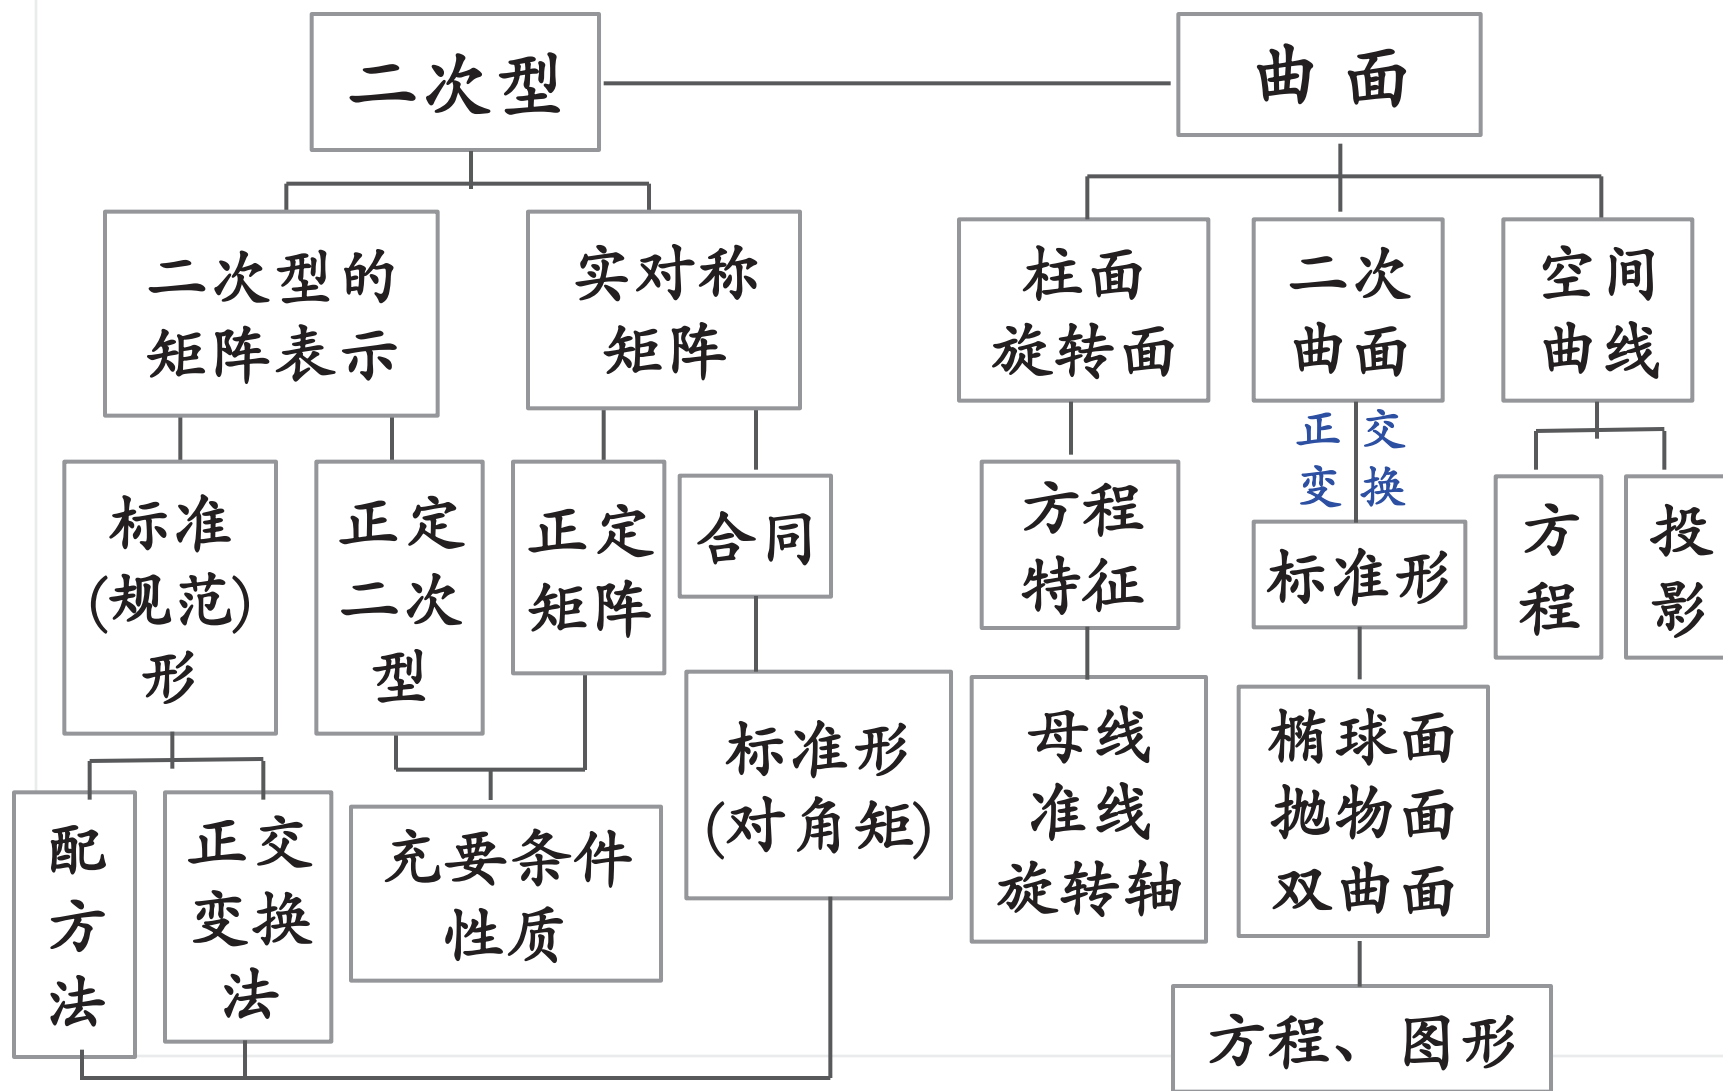 二次型
曲面
二次型的
矩阵表示
实对称
矩阵
柱面
旋转面
二次
曲面
空间
曲线
正交
变换
标准
(规范)
形
正定
二次
型
正定
矩阵
合同
方程
特征
标准形
方
程
投
影
标准形
(对角矩)
母线
准线
旋转轴
椭球面
抛物面
双曲面
配
方
法
正交
变换
法
充要条件
性质
方程、图形